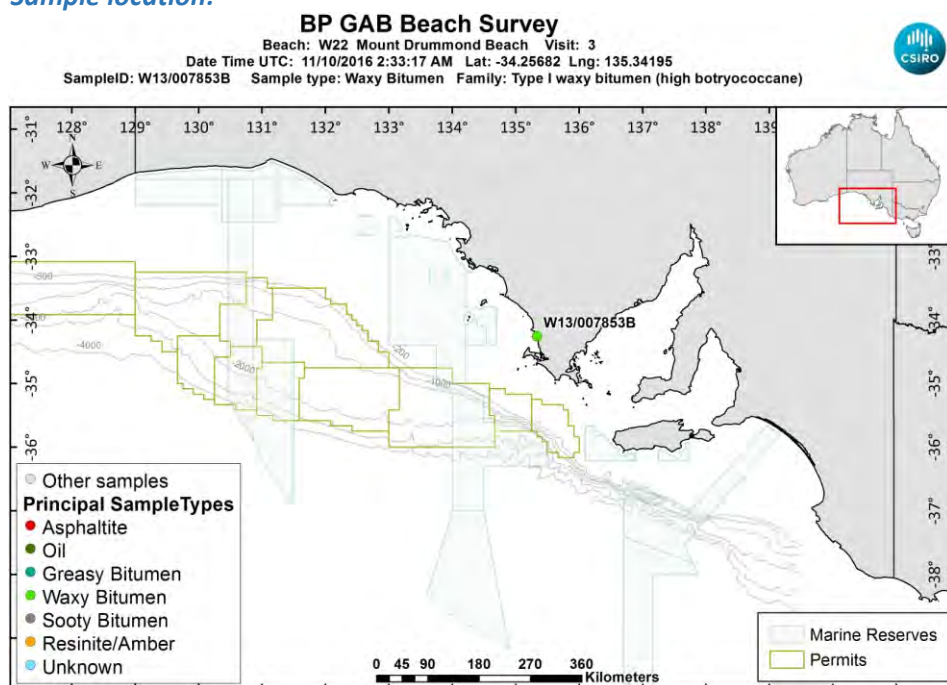 Sample location:
BP GAB Beach Survey
Beach: W22 Mount Drummond Beach Visit: 3
Date Time UTC: 11/10/2016 2:33:17 AM Lat: -34.25682 Lng: 135.34195
SampleID: W13/007853B Sample type: Waxy Bitumen Family: Type I waxy bitumen (high botryococcane)
CSIRO
128° 129° 130° 131° 132° 133° 134° 135° 136° 137° 138° 139°
N
W E
S
-31°
-32°
-33°
-34°
-35°
-36°
-37°
-38°
-31°
-32°
-33°
-34°
-35°
-36°
-37°
-38°
-4000
-2000
-200
-1000
W13/007853B
Other samples
Principal SampleTypes
Asphaltite
Oil
Greasy Bitumen
Waxy Bitumen
Sooty Bitumen
Resinite/Amber
Unknown
0 45 90 180 270 360
Kilometers
Marine Reserves
Permits